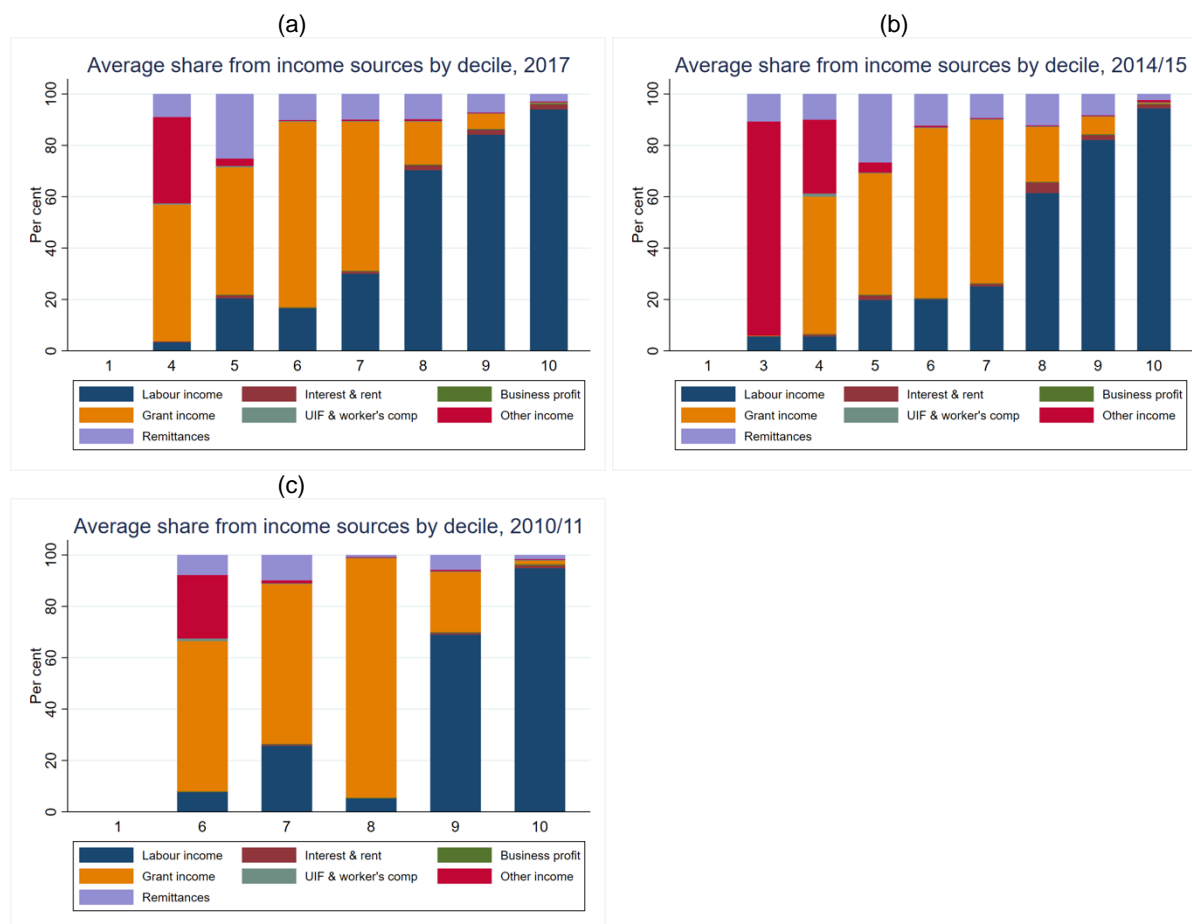 (a)
Average share from income sources by decile, 2017
Per cent
100
80
60
40
20
0
1 4 5 6 7 8 9 10
Labour income Interest & rent Business profit
Grant income UIF & worker's comp Other income
Remittances
(b)
Average share from income sources by decile, 2014/15
Per cent
100
80
60
40
20
0
1 3 4 5 6 7 8 9 10
Labour income Interest & rent Business profit
Grant income UIF & worker's comp Other income
Remittances
(c)
Average share from income sources by decile, 2010/11
Per cent
100
80
60
40
20
0
1 6 7 8 9 10
Labour income Interest & rent Business profit
Grant income UIF & worker's comp Other income
Remittances